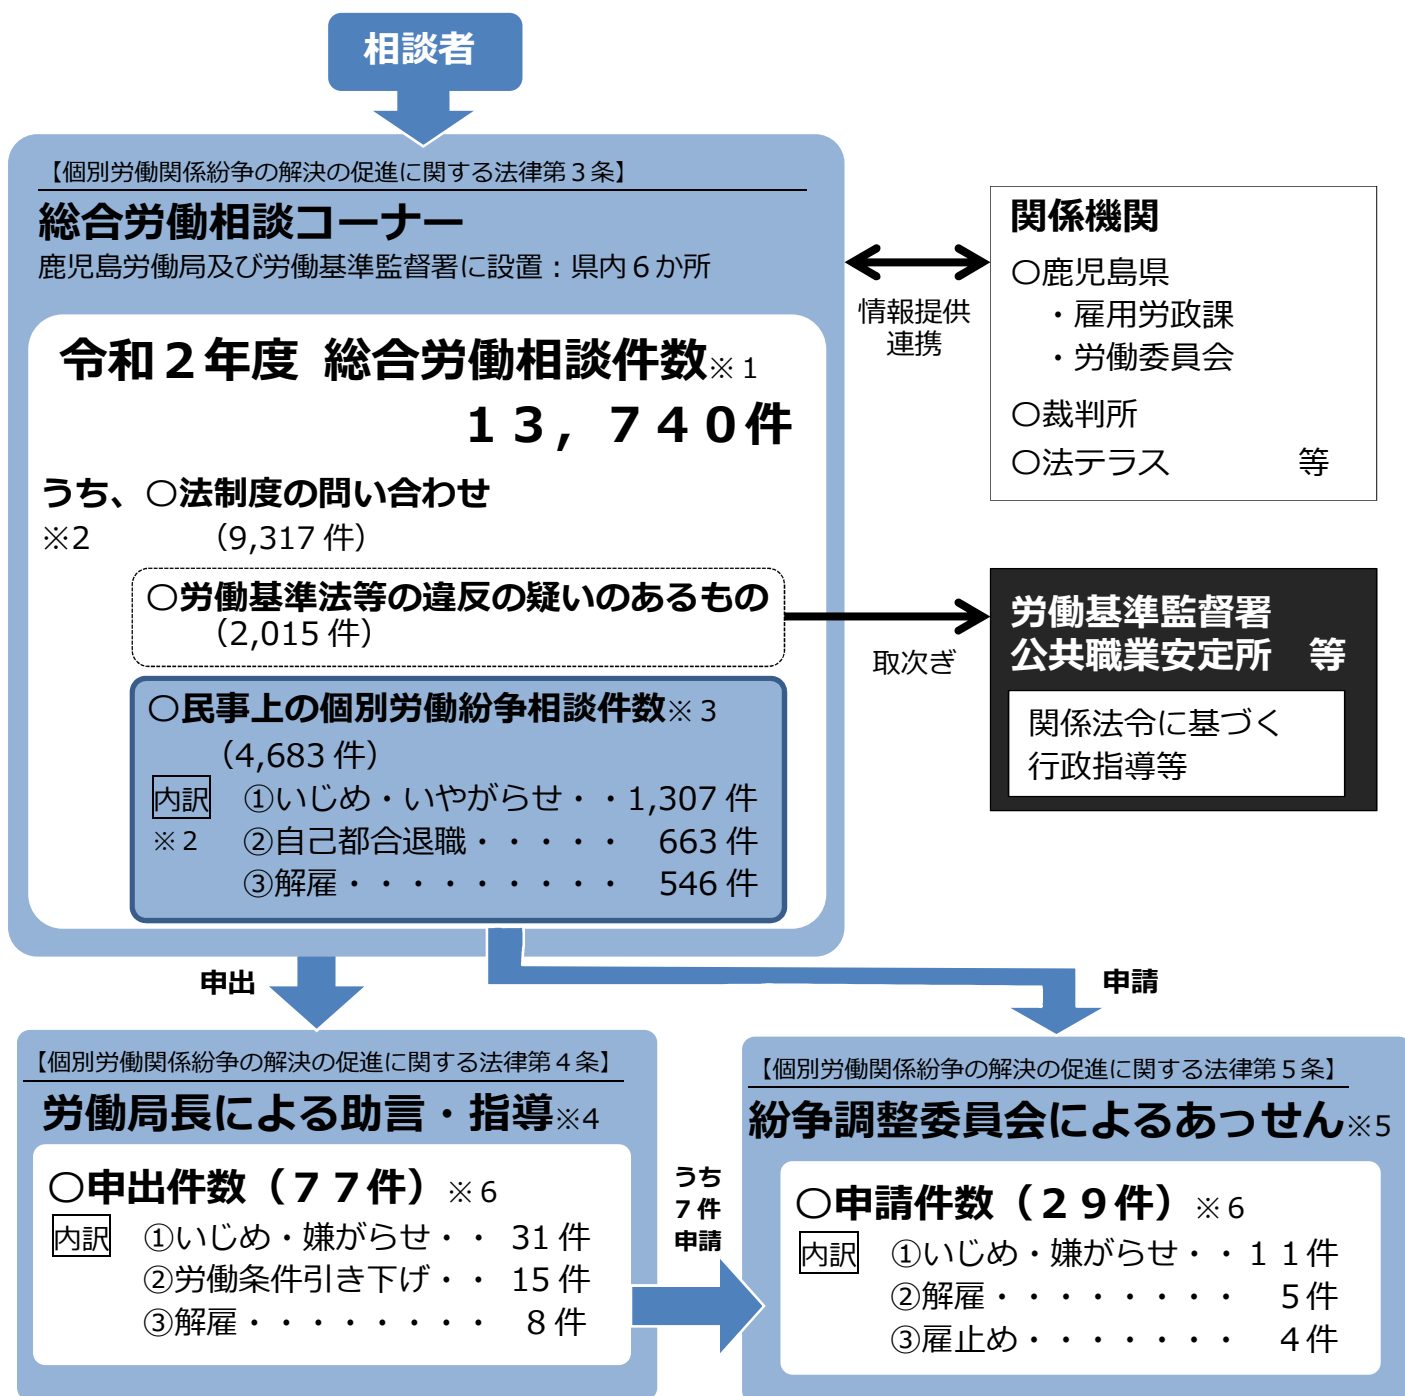 相談者
【個別労働関係紛争の解決の促進に関する法律第３条】
総合労働相談コーナー
鹿児島労働局及び労働基準監督署に設置：県内６か所
令和２年度 総合労働相談件数※１
１３，７４０件
うち、○法制度の問い合わせ
※2 （9,317 件）
○労働基準法等の違反の疑いのあるもの
（2,015 件）
○民事上の個別労働紛争相談件数※３
（4,683 件）
内訳 ①いじめ・いやがらせ・・1,307 件
※２ ②自己都合退職・・・・・ 663 件
③解雇・・・・・・・・・ 546 件
情報提供
連携
関係機関
○鹿児島県
・雇用労政課
・労働委員会
○裁判所
○法テラス 等
取次ぎ
労働基準監督署
公共職業安定所 等
関係法令に基づく
行政指導等
申出
申請
【個別労働関係紛争の解決の促進に関する法律第４条】
労働局長による助言・指導※4
○申出件数（７７件）※６
内訳 ①いじめ・嫌がらせ・・ 31 件
②労働条件引き下げ・・ 15 件
③解雇・・・・・・・・ 8 件
うち
７件
申請
【個別労働関係紛争の解決の促進に関する法律第５条】
紛争調整委員会によるあっせん※5
○申請件数（２９件）※６
内訳 ①いじめ・嫌がらせ・・１１件
②解雇・・・・・・・・ ５件
③雇止め・・・・・・・ ４件